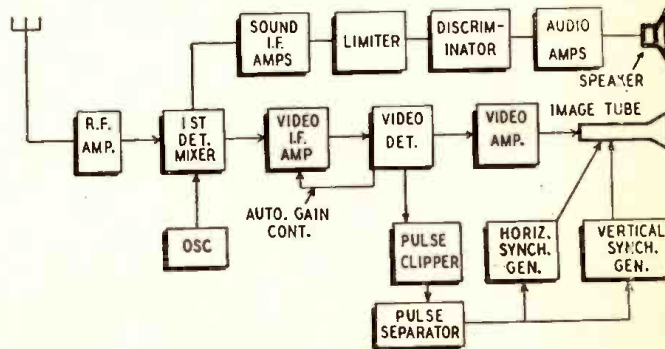 SOUND
I.F.
AMPS
LIMITER
DISCRIM-
INATOR
AUDIO
AMPS
SPEAKER
R.F.
AMP.
1ST
DET.
MIXER
VIDEO
I.F.
AMP
VIDEO
DET.
VIDEO
AMP.
IMAGE TUBE
AUTO. GAIN
CONT.
OSC
PULSE
CLIPPER
HORIZ.
SYNCH.
GEN.
VERTICAL
SYNCH.
GEN.
PULSE
SEPARATOR